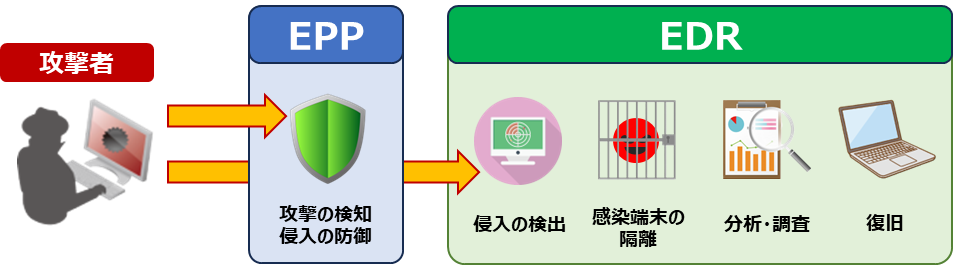 攻撃者
EPP
攻撃の検知
侵入の防御
EDR
侵入の検出
感染端末の
隔離
分析・調査
復旧